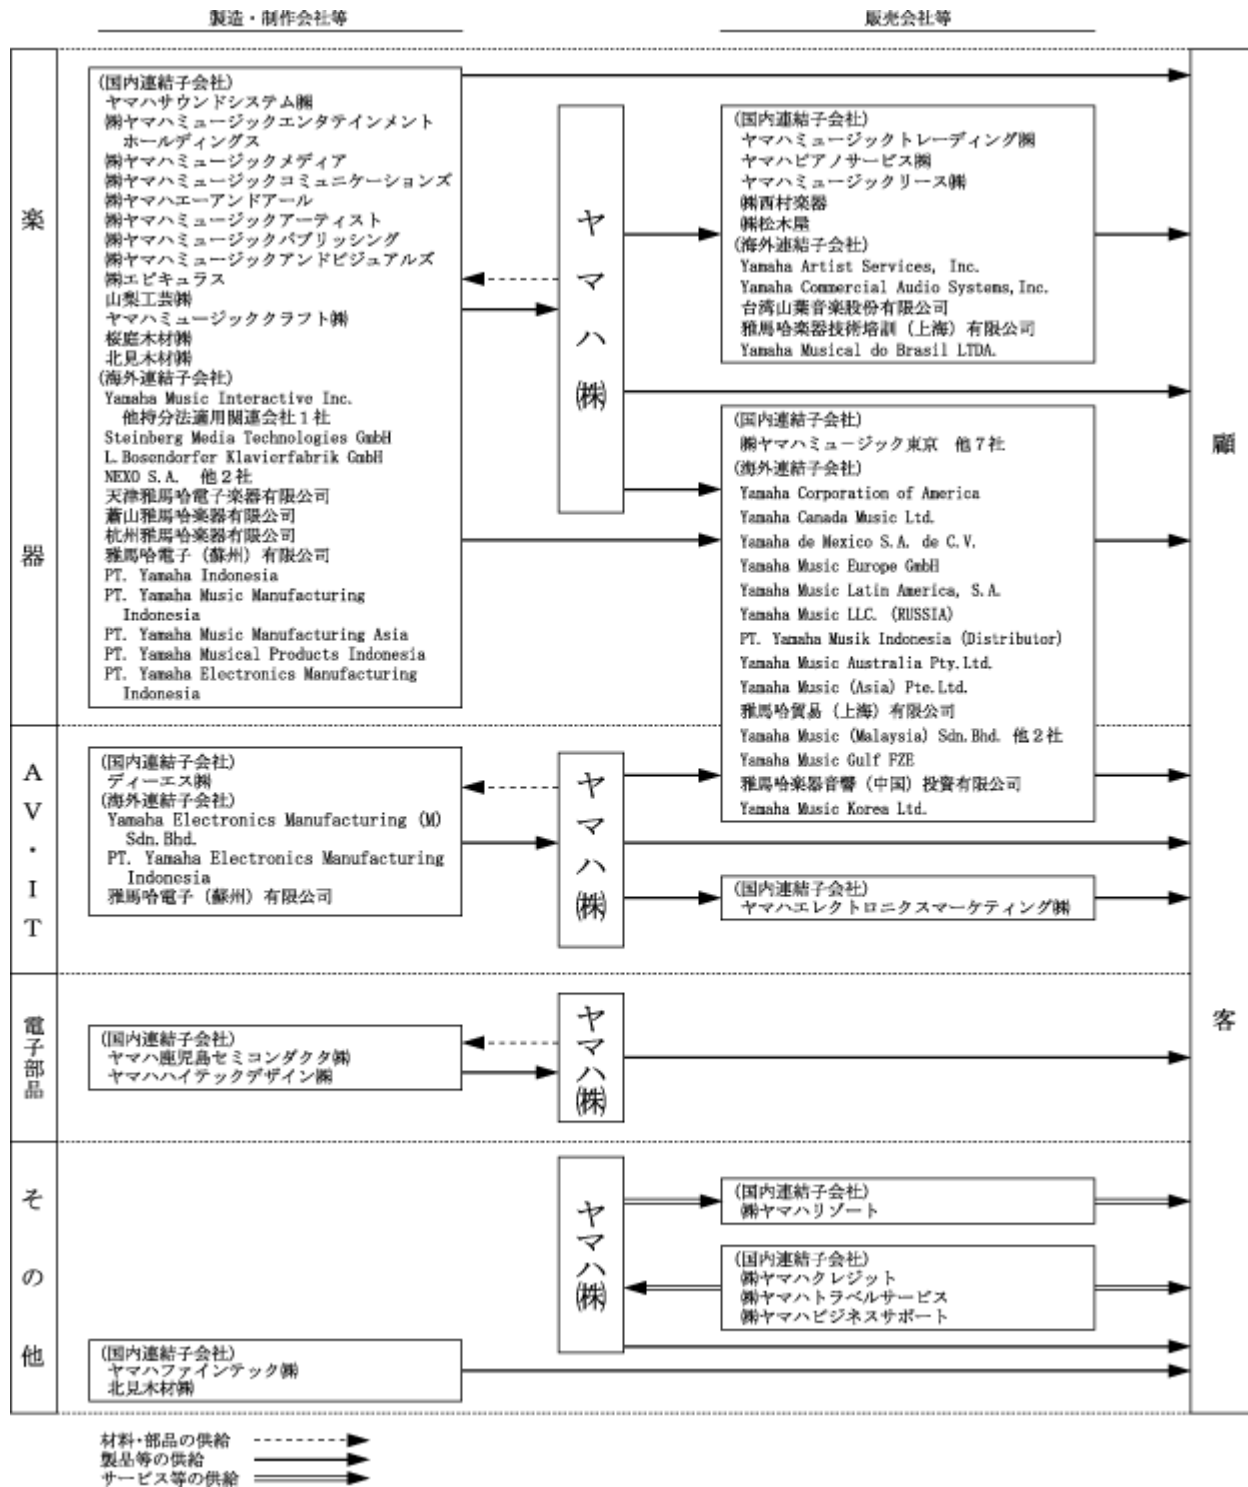 製造・制作会社等
販売会社等
楽器
(国内連結子会社)
ヤマハサウンドシステム㈱
㈱ヤマハミュージックエンタテインメント
ホールディングス
㈱ヤマハミュージックメディア
㈱ヤマハミュージックコミュニケーションズ
㈱ヤマハエーアンドアール
㈱ヤマハミュージックアーティスト
㈱ヤマハミュージックパブリッシング
㈱ヤマハミュージックアンドビジュアルズ
㈱エピキュラス
山梨工芸㈱
ヤマハミュージッククラフト㈱
桜庭木材㈱
北見木材㈱
(海外連結子会社)
Yamaha Music Interactive Inc.
他持分法適用関連会社１社
Steinberg Media Technologies GmbH
L.Bosendorfer Klavierfabrik GmbH
NEXO S.A. 他２社
天津雅馬哈電子楽器有限公司
蕭山雅馬哈楽器有限公司
杭州雅馬哈楽器有限公司
雅馬哈電子（蘇州）有限公司
PT. Yamaha Indonesia
PT. Yamaha Music Manufacturing
Indonesia
PT. Yamaha Music Manufacturing Asia
PT. Yamaha Musical Products Indonesia
PT. Yamaha Electronics Manufacturing
Indonesia
ヤマハ㈱
(国内連結子会社)
ヤマハミュージックトレーディング㈱
ヤマハピアノサービス㈱
ヤマハミュージックリース㈱
㈱西村楽器
㈱松木屋
(海外連結子会社)
Yamaha Artist Services, Inc.
Yamaha Commercial Audio Systems,Inc.
台湾山葉音楽股份有限公司
雅馬哈楽器技術培訓（上海）有限公司
Yamaha Musical do Brasil LTDA.
(国内連結子会社)
㈱ヤマハミュージック東京 他７社
(海外連結子会社)
Yamaha Corporation of America
Yamaha Canada Music Ltd.
Yamaha de Mexico S.A. de C.V.
Yamaha Music Europe GmbH
Yamaha Music Latin America, S.A.
Yamaha Music LLC. (RUSSIA)
PT. Yamaha Musik Indonesia (Distributor)
Yamaha Music Australia Pty.Ltd.
Yamaha Music (Asia) Pte.Ltd.
雅馬哈貿易（上海）有限公司
Yamaha Music (Malaysia) Sdn.Bhd. 他２社
Yamaha Music Gulf FZE
雅馬哈楽器音響（中国）投資有限公司
Yamaha Music Korea Ltd.
顧客
AV・IT
(国内連結子会社)
ディーエス㈱
(海外連結子会社)
Yamaha Electronics Manufacturing (M)
Sdn.Bhd.
PT. Yamaha Electronics Manufacturing
Indonesia
雅馬哈電子（蘇州）有限公司
ヤマハ㈱
(国内連結子会社)
ヤマハエレクトロニクスマーケティング㈱
電子部品
(国内連結子会社)
ヤマハ鹿児島セミコンダクタ㈱
ヤマハハイテックデザイン㈱
ヤマハ㈱
その他
ヤマハ㈱
(国内連結子会社)
㈱ヤマハリゾート
(国内連結子会社)
㈱ヤマハクレジット
㈱ヤマハトラベルサービス
㈱ヤマハビジネスサポート
(国内連結子会社)
ヤマハファインテック㈱
北見木材㈱
材料・部品の供給
製品等の供給
サービス等の供給